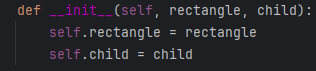 def __init__(self, rectangle, child):
    self.rectangle = rectangle
    self.child = child